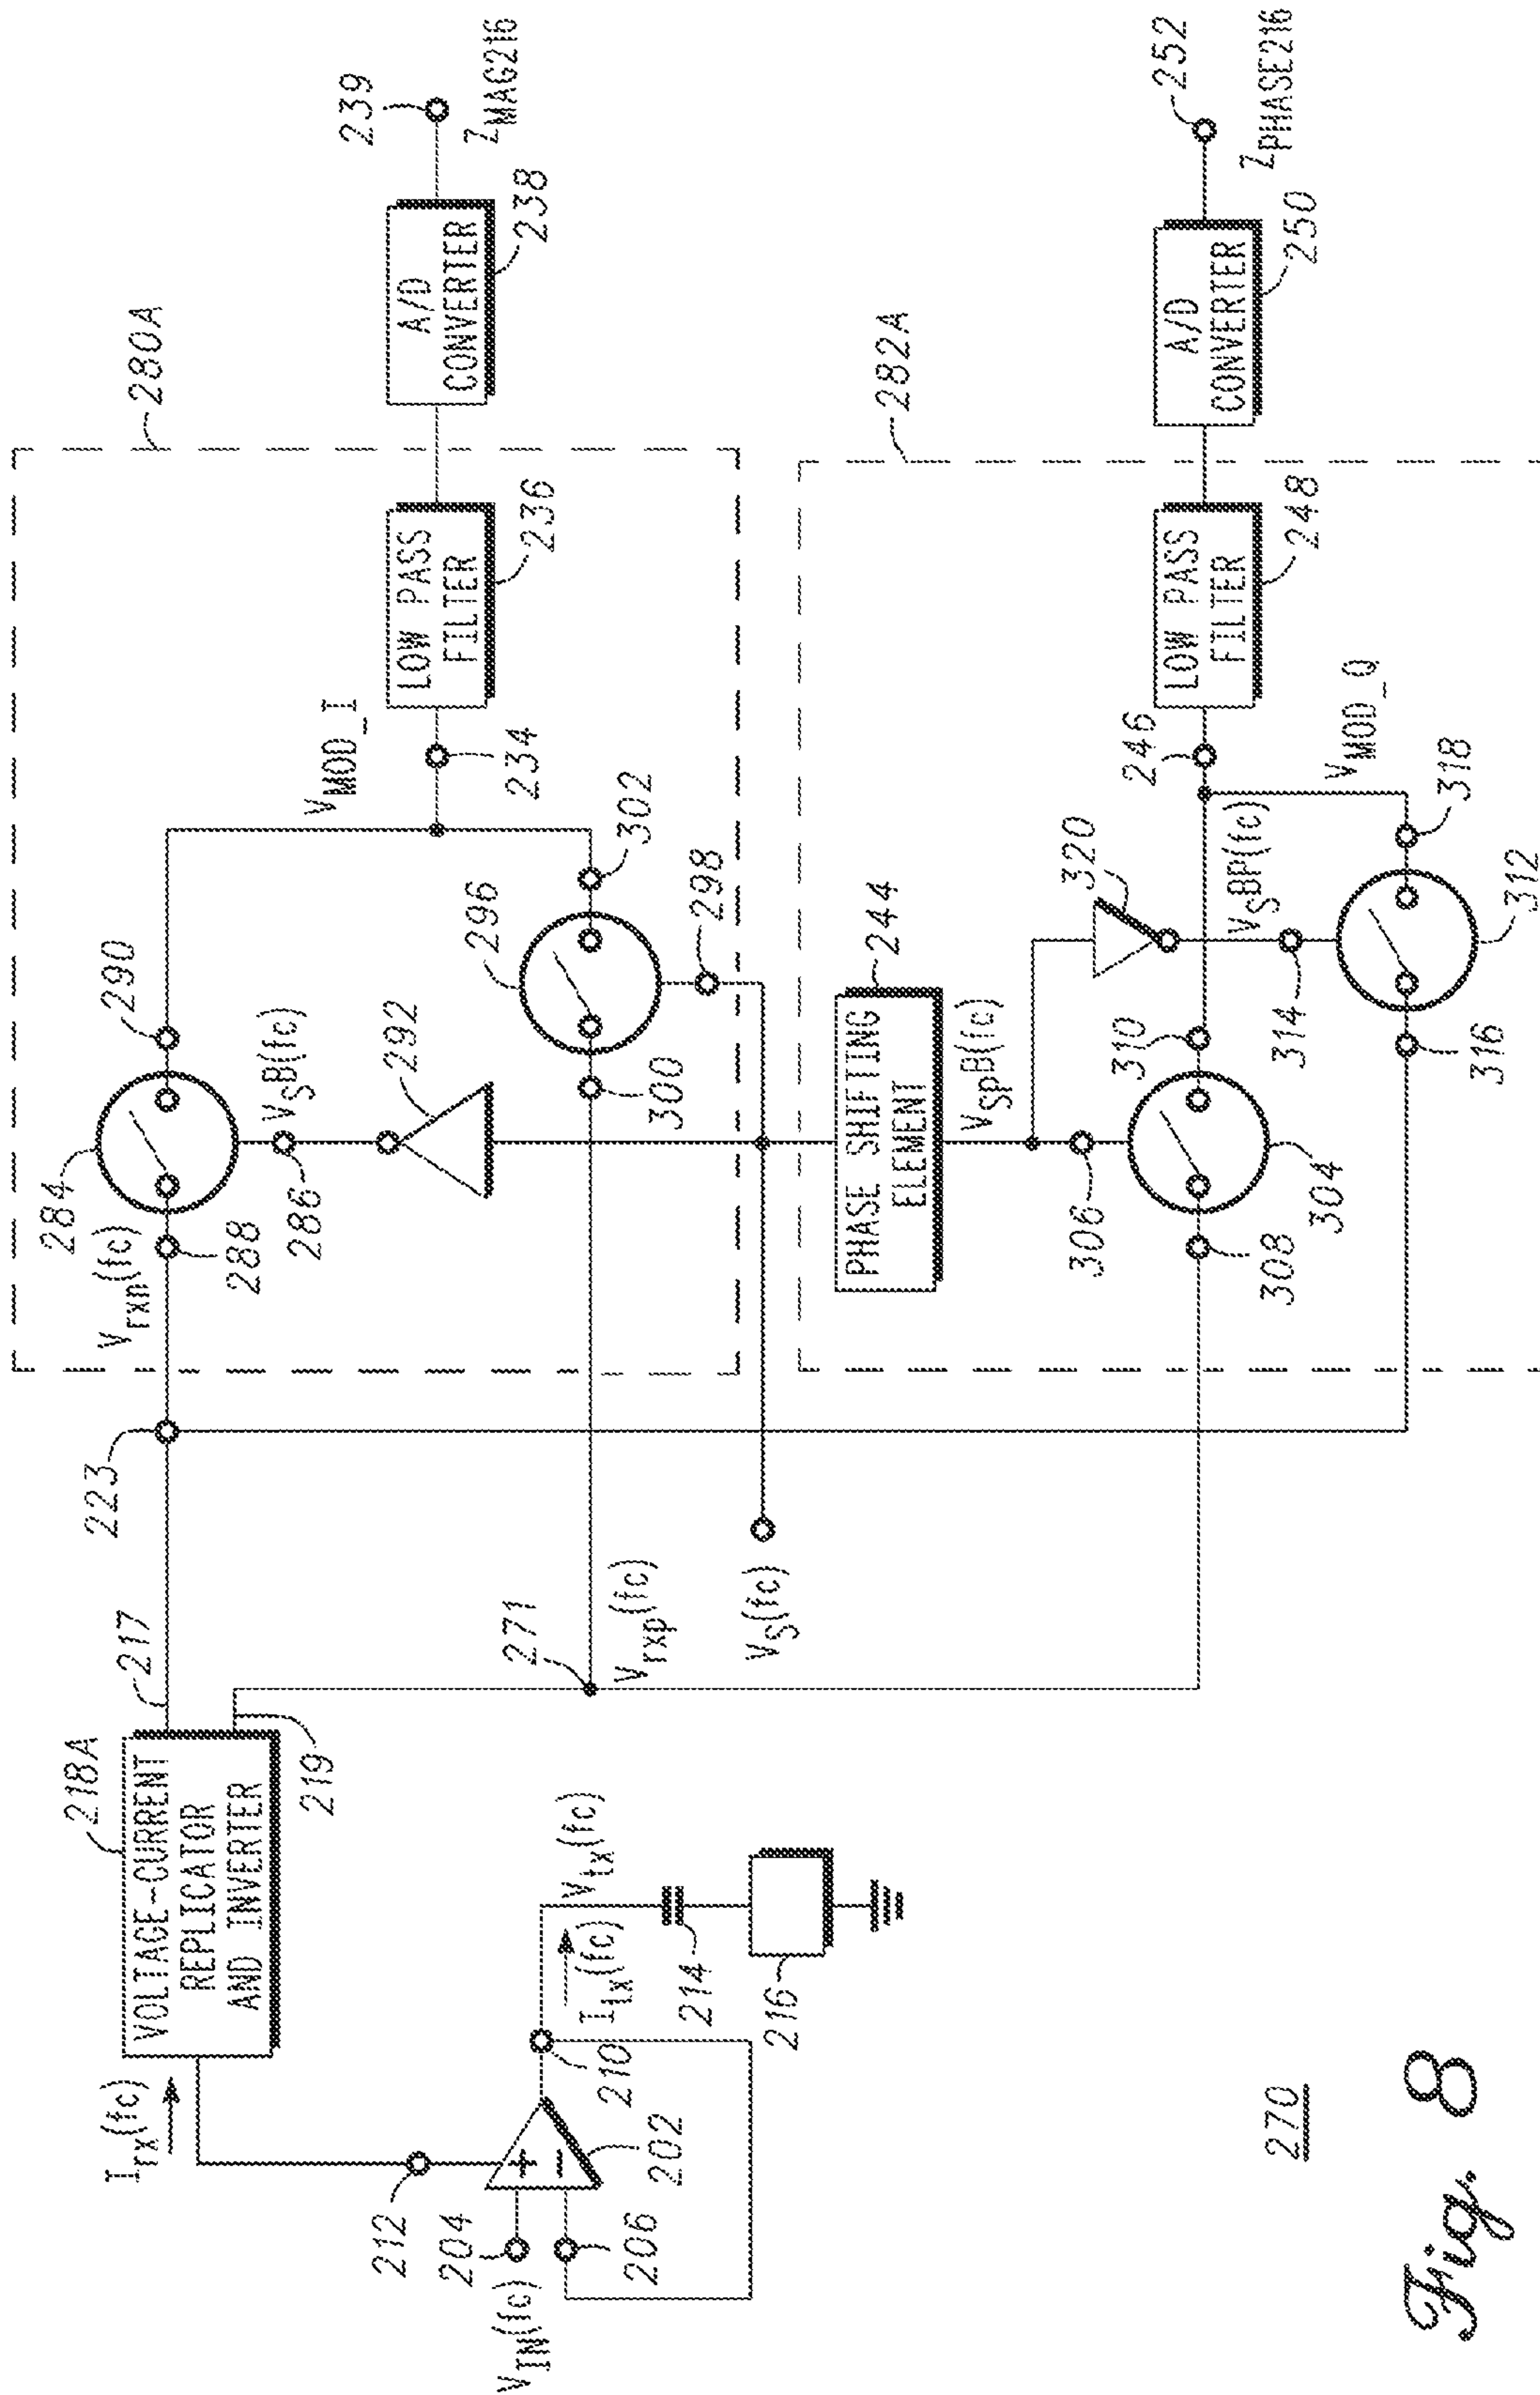 280A
290
V_MOD_I
284
V_rxn(fc)
288
V_SB(fc)
286
292
296
302
300
298
234
LOW PASS
FILTER
236
A/D
CONVERTER
238
239
Z_MAG216
218A
VOLTAGE-CURRENT
REPLICATOR
AND INVERTER
217
219
223
271
V_rxp(fc)
V_S(fc)
I_rx(fc)
212
204
V_IN(fc)
206
+
−
202
210
I_tx(fc)
V_tx(fc)
214
216
282A
PHASE SHIFTING
ELEMENT
244
V_SPB(fc)
306
308
304
310
320
314
V_SBP(fc)
316
312
318
V_MOD_Q
246
LOW PASS
FILTER
248
A/D
CONVERTER
250
252
Z_PHASE216
270
Fig. 8